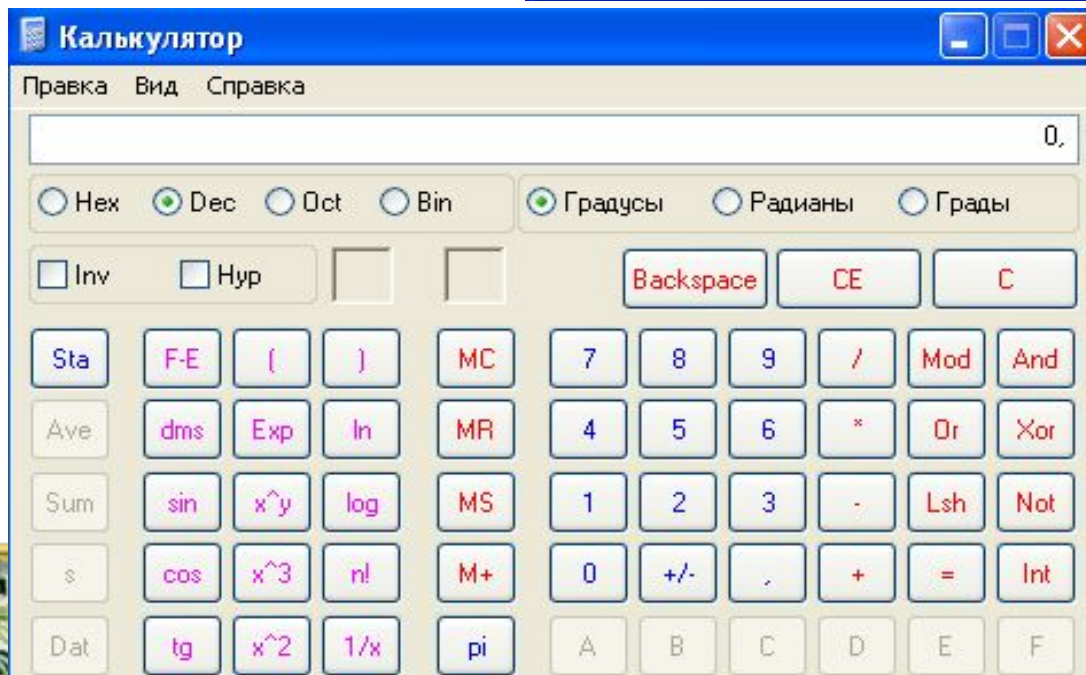 Калькулятор
Правка Вид Справка
0,
Hex Dec Oct Bin Градусы Радианы Грады
Inv Hyp Backspace CE C
Sta F-E ( ) MC 7 8 9 / Mod And
Ave dms Exp ln MR 4 5 6 * Or Xor
Sum sin x^y log MS 1 2 3 - Lsh Not
s cos x^3 n! M+ 0 +/- , + = Int
Dat tg x^2 1/x pi A B C D E F